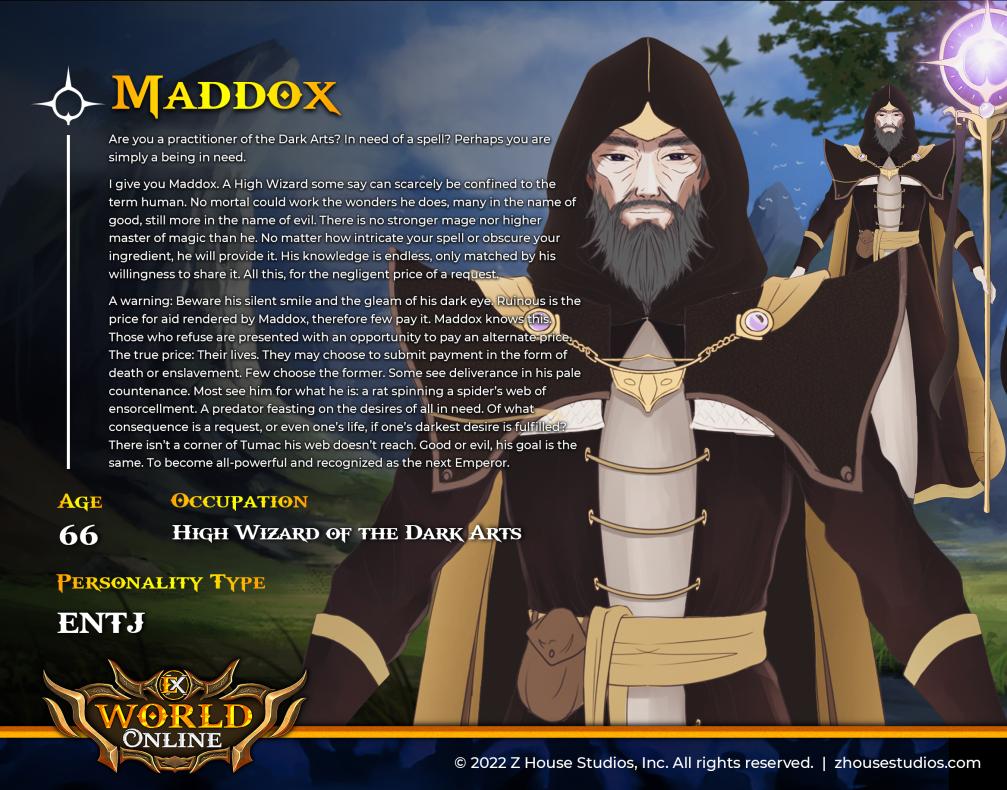 Maddox
Are you a practitioner of the Dark Arts? In need of a spell? Perhaps you are
simply a being in need.
I give you Maddox. A High Wizard some say can scarcely be confined to the
term human. No mortal could work the wonders he does, many in the name of
good, still more in the name of evil. There is no stronger mage nor higher
master of magic than he. No matter how intricate your spell or obscure your
ingredient, he will provide it. His knowledge is endless, only matched by his
willingness to share it. All this, for the negligent price of a request.
A warning: Beware his silent smile and the gleam of his dark eye. Ruinous is the
price for aid rendered by Maddox, therefore few pay it. Maddox knows this.
Those who refuse are presented with an opportunity to pay an alternate price.
The true price: Their lives. They may choose to submit payment in the form of
death or enslavement. Few choose the former. Some see deliverance in his pale
countenance. Most see him for what he is: a rat spinning a spider's web of
ensorcellment. A predator feasting on the desires of all in need. Of what
consequence is a request, or even one's life, if one's darkest desire is fulfilled?
There isn't a corner of Tumac his web doesn't reach. Good or evil, his goal is the
same. To become all-powerful and recognized as the next Emperor.
Age Occupation
66 High Wizard of the Dark Arts
Personality Type
ENTJ
EX
WORLD
ONLINE
© 2022 Z House Studios, Inc. All rights reserved. | zhousestudios.com